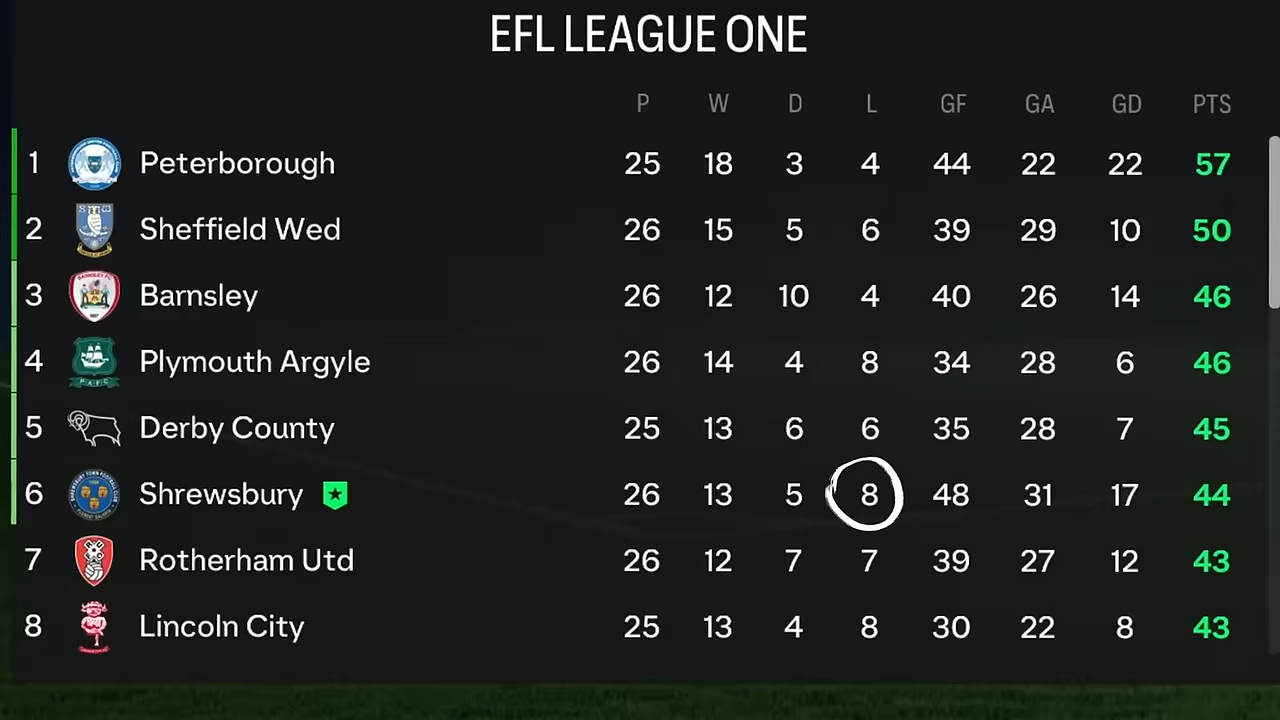 EFL LEAGUE ONE
P W D L GF GA GD PTS
1 Peterborough 25 18 3 4 44 22 22 57
2 Sheffield Wed 26 15 5 6 39 29 10 50
3 Barnsley 26 12 10 4 40 26 14 46
4 Plymouth Argyle 26 14 4 8 34 28 6 46
5 Derby County 25 13 6 6 35 28 7 45
6 Shrewsbury 26 13 5 8 48 31 17 44
7 Rotherham Utd 26 12 7 7 39 27 12 43
8 Lincoln City 25 13 4 8 30 22 8 43